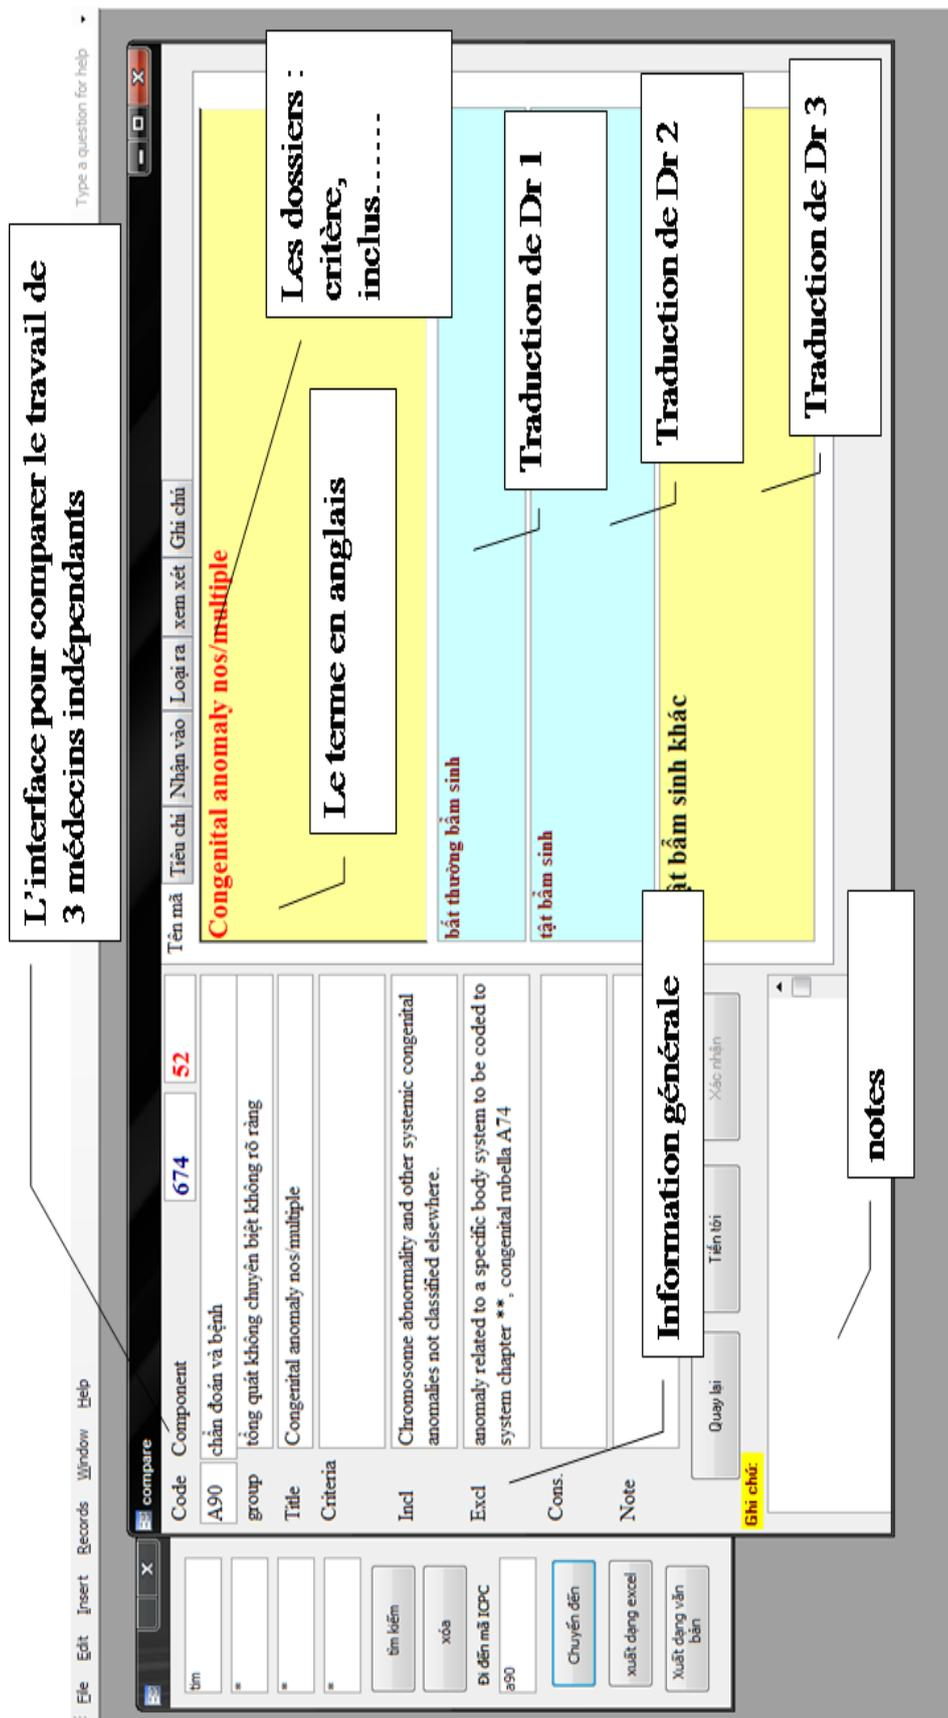 L'interface pour comparer le travail de
3 médecins indépendants
File Edit Insert Records Window Help
Type a question for help
tim
*
*
*
tìm kiếm
xóa
Đi đến mã ICPC
a90
Chuyển đến
xuất dạng excel
Xuất dạng văn
bản
compare
Code Component 674 52
A90 chẩn đoán và bệnh
group tổng quát không chuyên biệt không rõ ràng
Title Congenital anomaly nos/multiple
Criteria
Incl Chromosome abnormality and other systemic congenital
anomalies not classified elsewhere.
Excl anomaly related to a specific body system to be coded to
system chapter **, congenital rubella A74
Cons.
Note
Quay lại Tiến tới Xác nhận
Ghi chú:
Tên mã Tiêu chí Nhận vào Loại ra xem xét Ghi chú
Congenital anomaly nos/multiple
bất thường bẩm sinh
tật bẩm sinh
ật bẩm sinh khác
Les dossiers :
critère,
inclus......
Le terme en anglais
Traduction de Dr 1
Traduction de Dr 2
Traduction de Dr 3
Information générale
notes